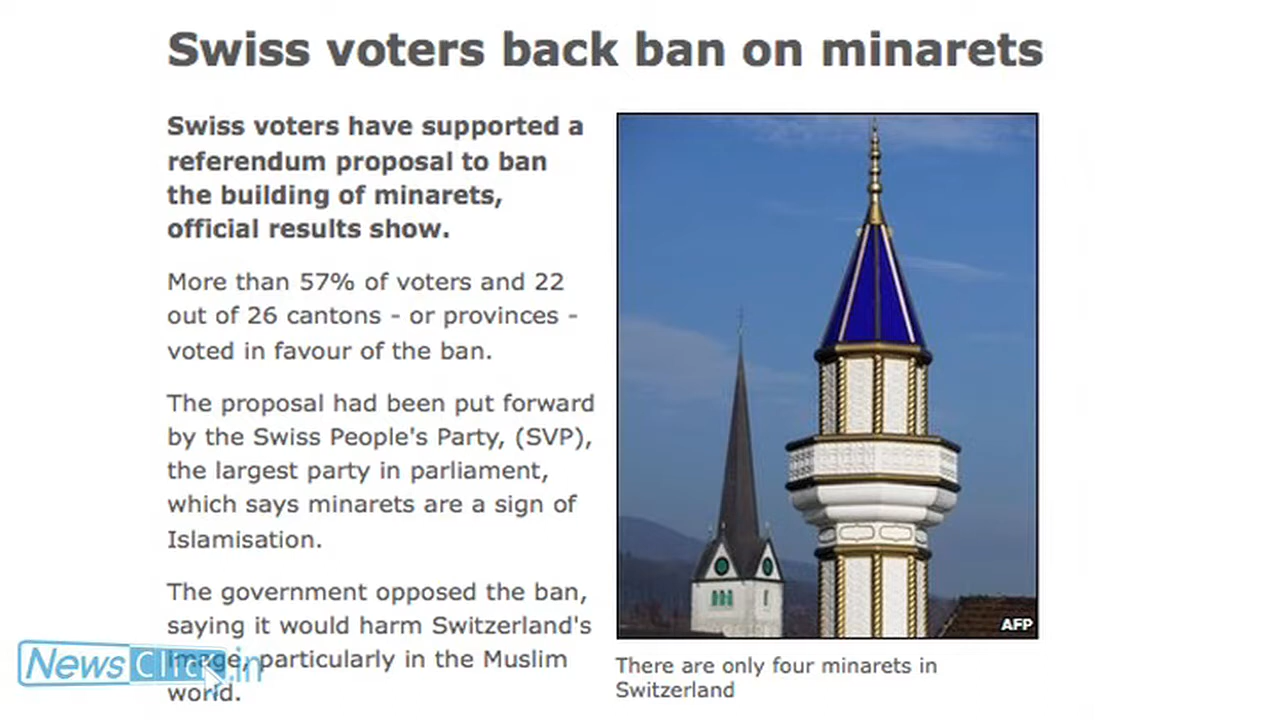 Swiss voters back ban on minarets
Swiss voters have supported a
referendum proposal to ban
the building of minarets,
official results show.
More than 57% of voters and 22
out of 26 cantons - or provinces -
voted in favour of the ban.
The proposal had been put forward
by the Swiss People's Party, (SVP),
the largest party in parliament,
which says minarets are a sign of
Islamisation.
The government opposed the ban,
saying it would harm Switzerland's
image, particularly in the Muslim
world.
AFP
There are only four minarets in
Switzerland
NewsClick.in